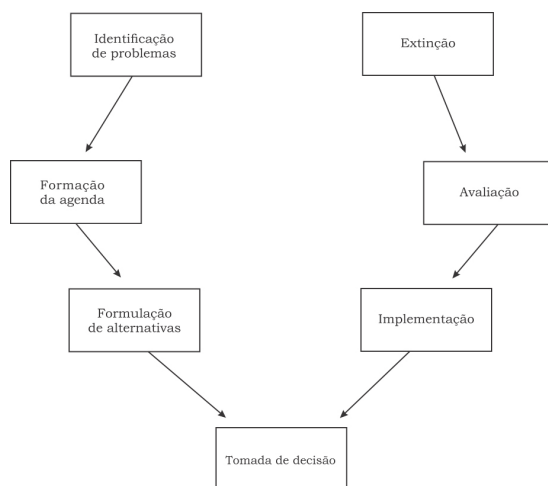 Identificação
de problemas
Extinção
Formação
da agenda
Avaliação
Formulação
de alternativas
Implementação
Tomada de decisão